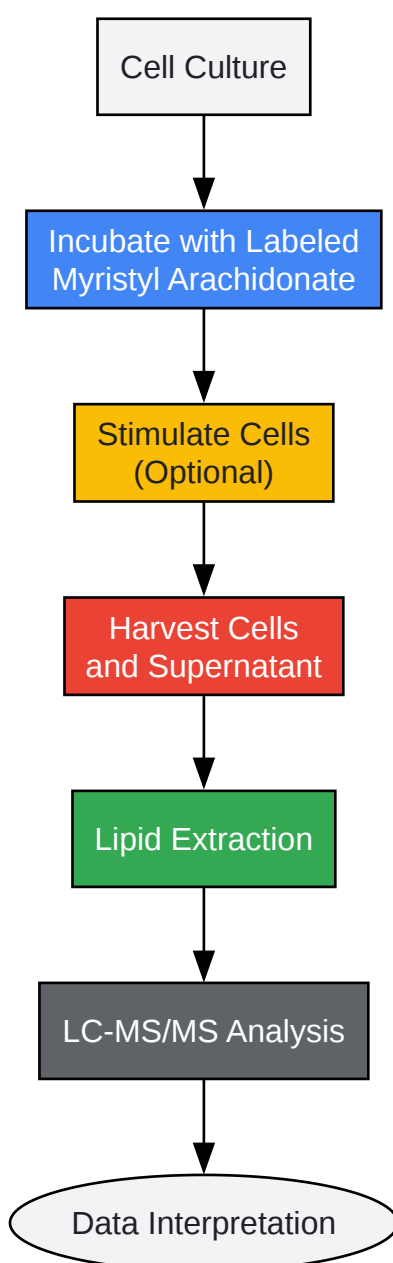 Cell Culture
Incubate with Labeled
Myristyl Arachidonate
Stimulate Cells
(Optional)
Harvest Cells
and Supernatant
Lipid Extraction
LC-MS/MS Analysis
Data Interpretation